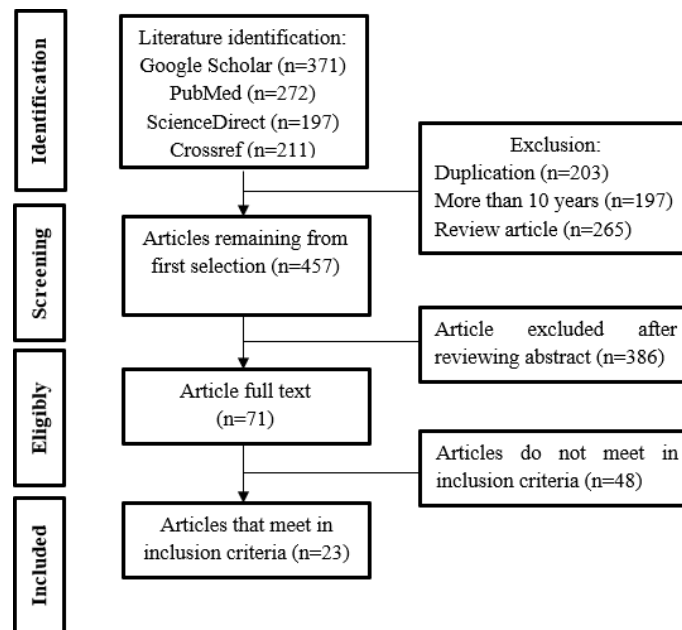 Identification
Literature identification:
Google Scholar (n=371)
PubMed (n=272)
ScienceDirect (n=197)
Crossref (n=211)
Exclusion:
Duplication (n=203)
More than 10 years (n=197)
Review article (n=265)
Screening
Articles remaining from
first selection (n=457)
Article excluded after
reviewing abstract (n=386)
Eligibly
Article full text
(n=71)
Articles do not meet in
inclusion criteria (n=48)
Included
Articles that meet in
inclusion criteria (n=23)